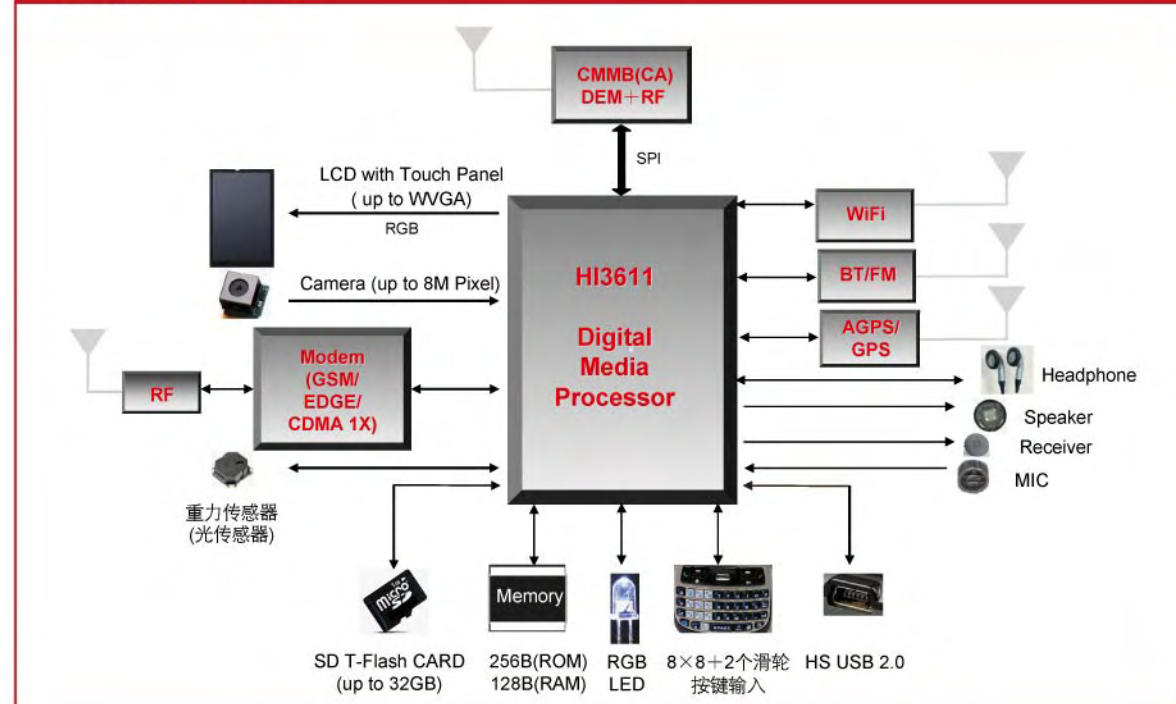 CMMB(CA)
DEM+RF
SPI
LCD with Touch Panel
( up to WVGA)
RGB
Camera (up to 8M Pixel)
HI3611
Digital
Media
Processor
WiFi
BT/FM
AGPS/
GPS
RF
Modem
(GSM/
EDGE/
CDMA 1X)
Headphone
Speaker
Receiver
MIC
重力传感器
(光传感器)
micro
SD
Memory
SD T-Flash CARD
(up to 32GB)
256B(ROM)
128B(RAM)
RGB
LED
8×8+2个滑轮
按键输入
HS USB 2.0